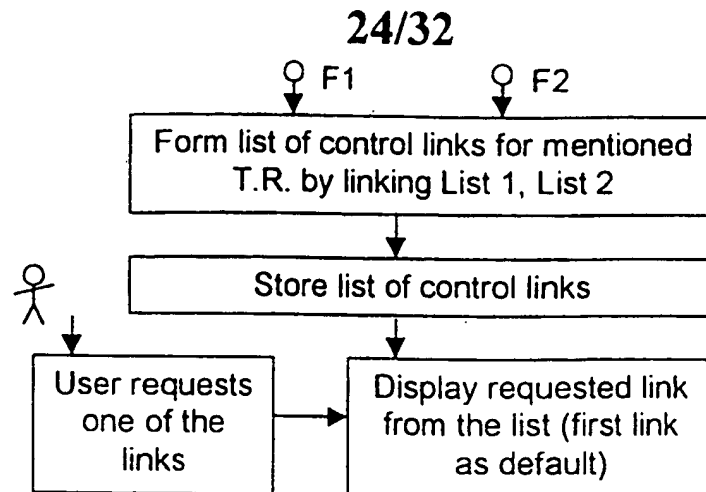 24/32
F1
F2
Form list of control links for mentioned
T.R. by linking List 1, List 2
Store list of control links
User requests
one of the
links
Display requested link
from the list (first link
as default)